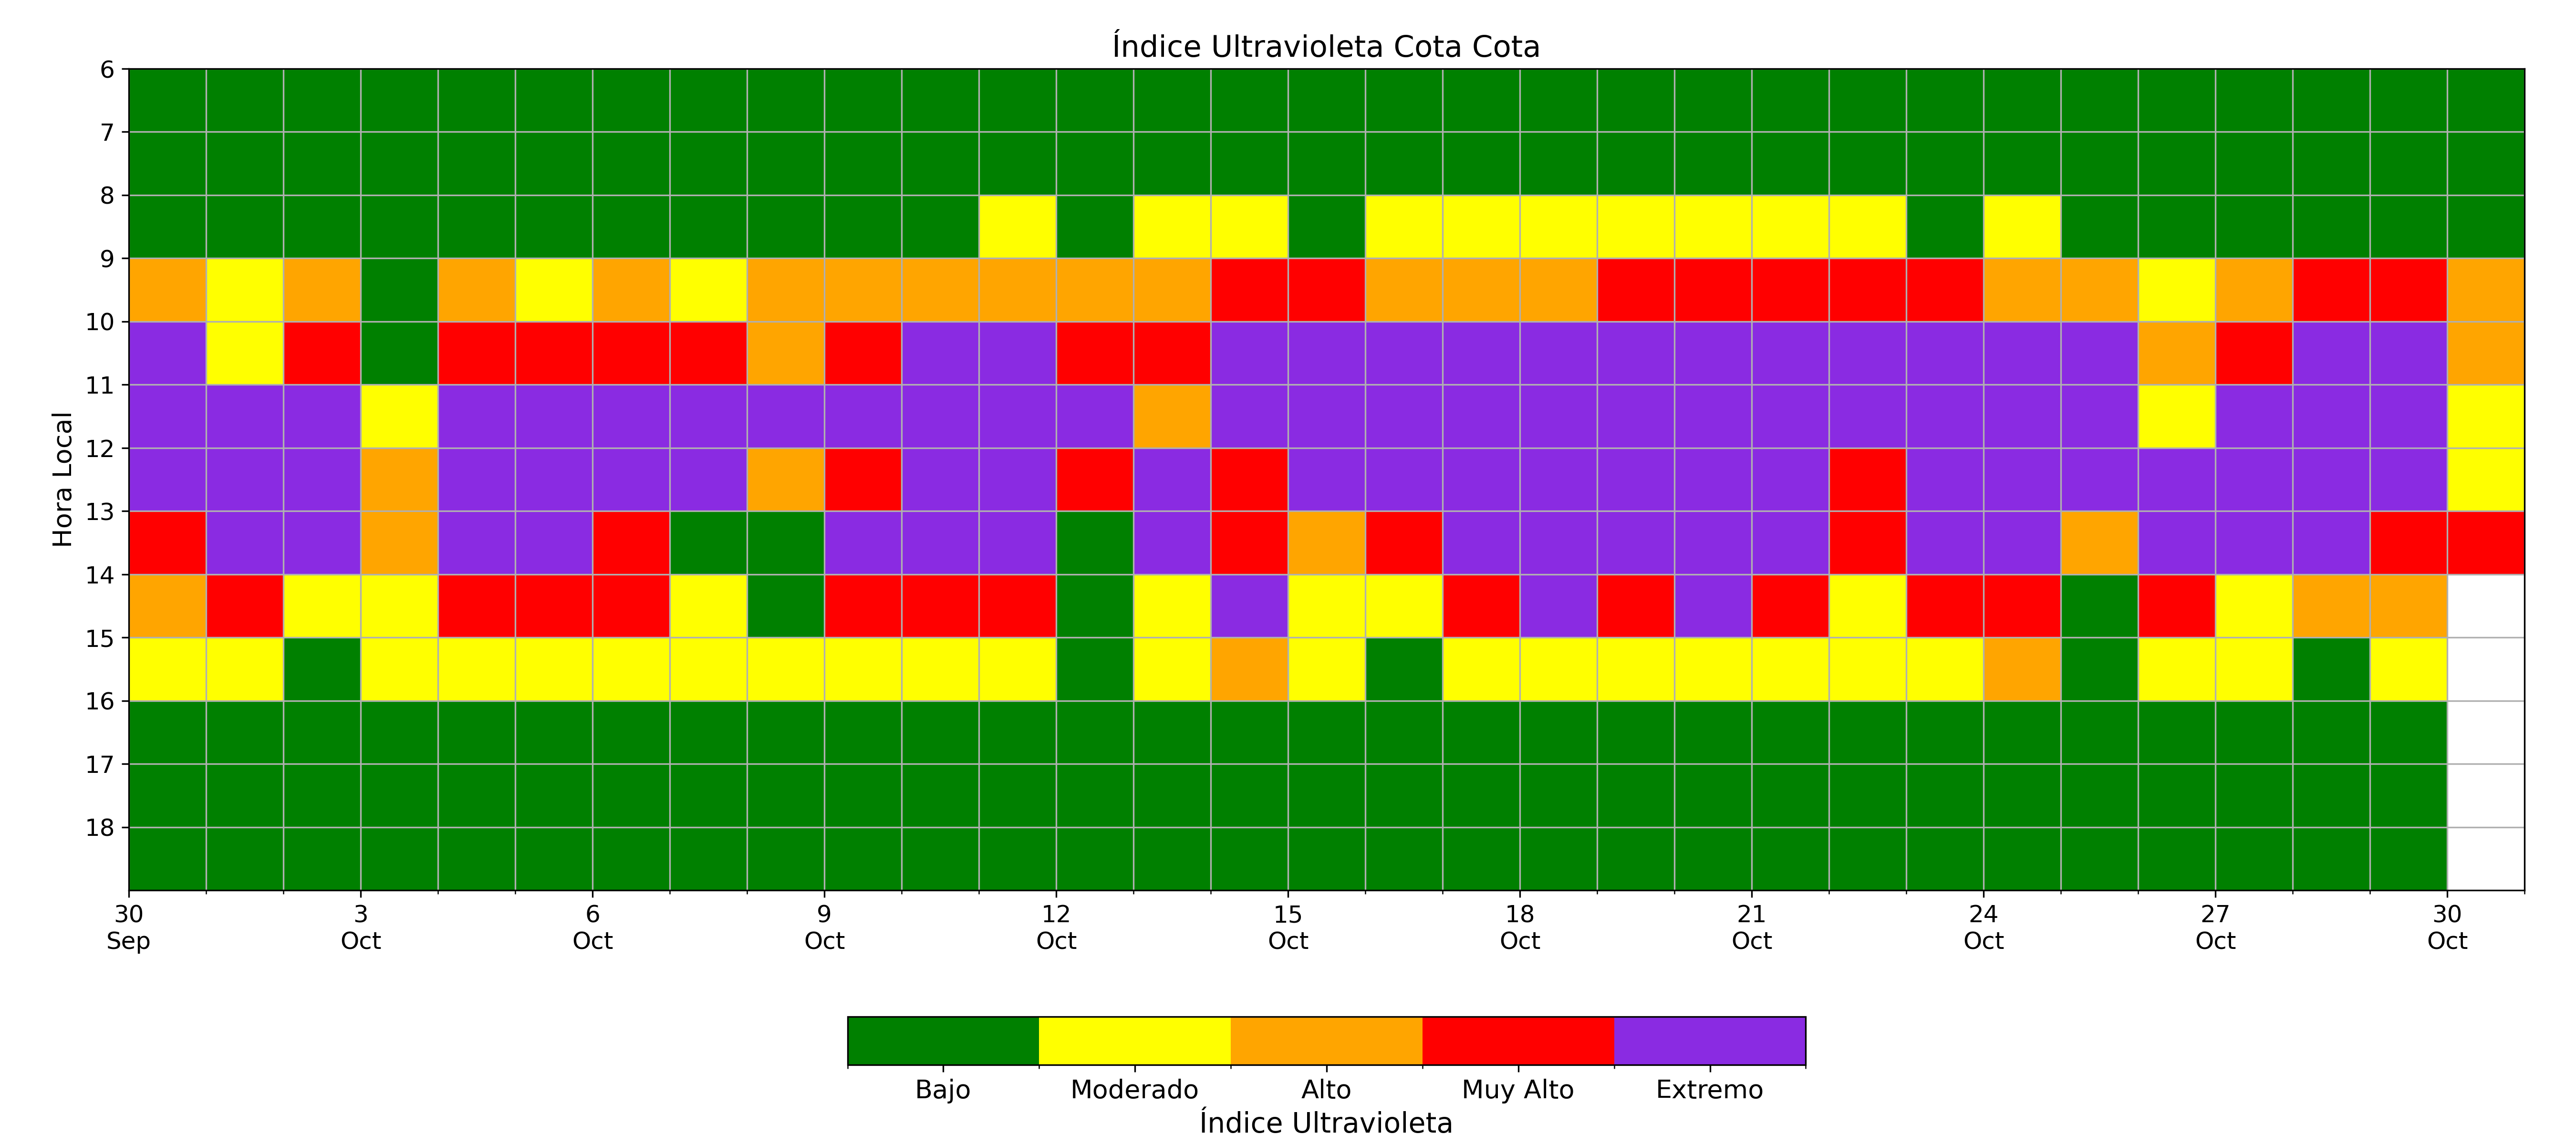 Índice Ultravioleta Cota Cota
Hora Local
6
7
8
9
10
11
12
13
14
15
16
17
18
30 3 6 9 12 15 18 21 24 27 30
Sep Oct Oct Oct Oct Oct Oct Oct Oct Oct Oct
Bajo Moderado Alto Muy Alto Extremo
Índice Ultravioleta